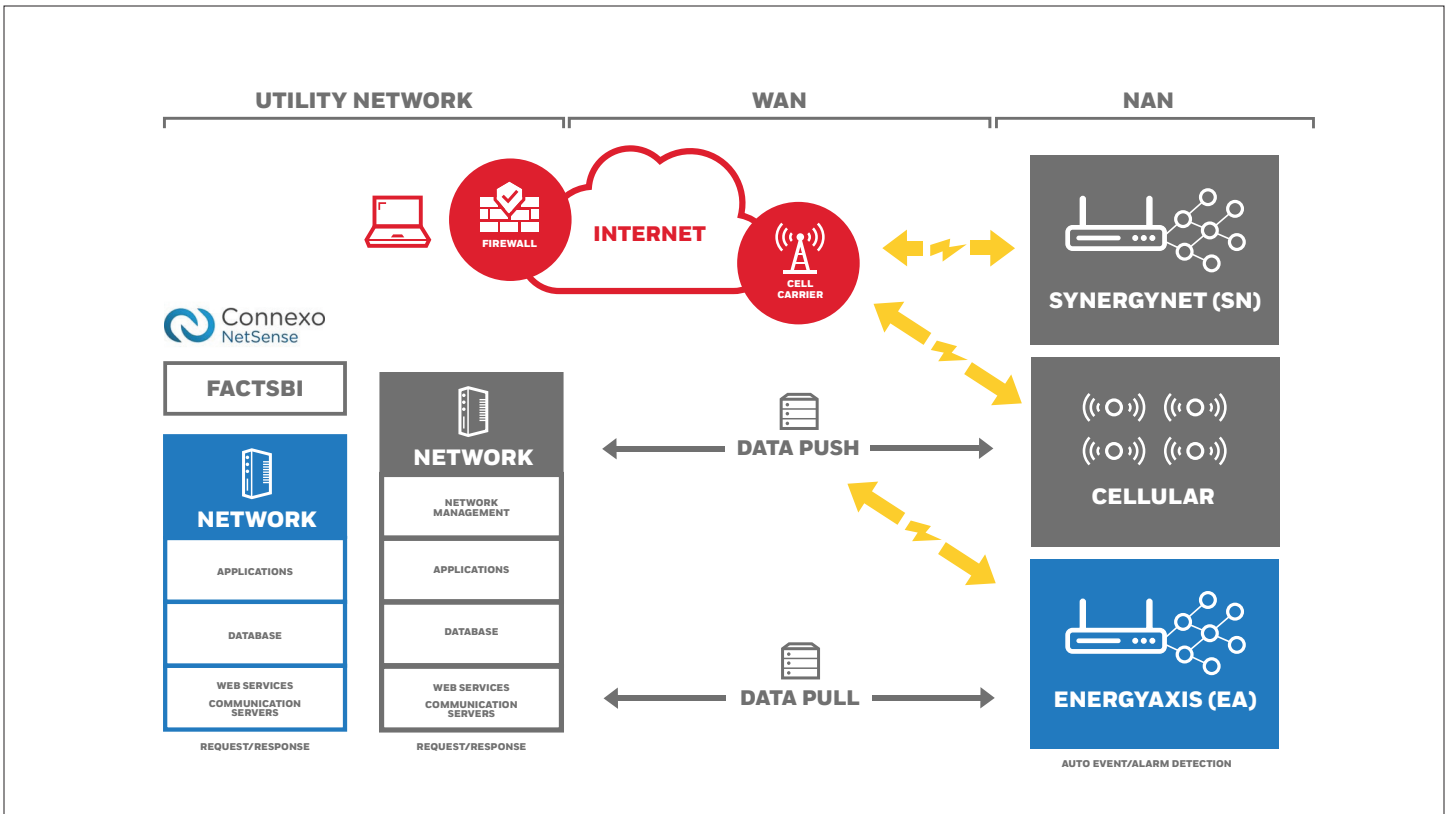 UTILITY NETWORK
WAN
NAN
FIREWALL
INTERNET
CELL
CARRIER
SYNERGYNET (SN)
Connexo
NetSense
FACTSBI
NETWORK
APPLICATIONS
DATABASE
WEB SERVICES
COMMUNICATION
SERVERS
REQUEST/RESPONSE
NETWORK
NETWORK
MANAGEMENT
APPLICATIONS
DATABASE
WEB SERVICES
COMMUNICATION
SERVERS
REQUEST/RESPONSE
DATA PUSH
DATA PULL
CELLULAR
ENERGYAXIS (EA)
AUTO EVENT/ALARM DETECTION